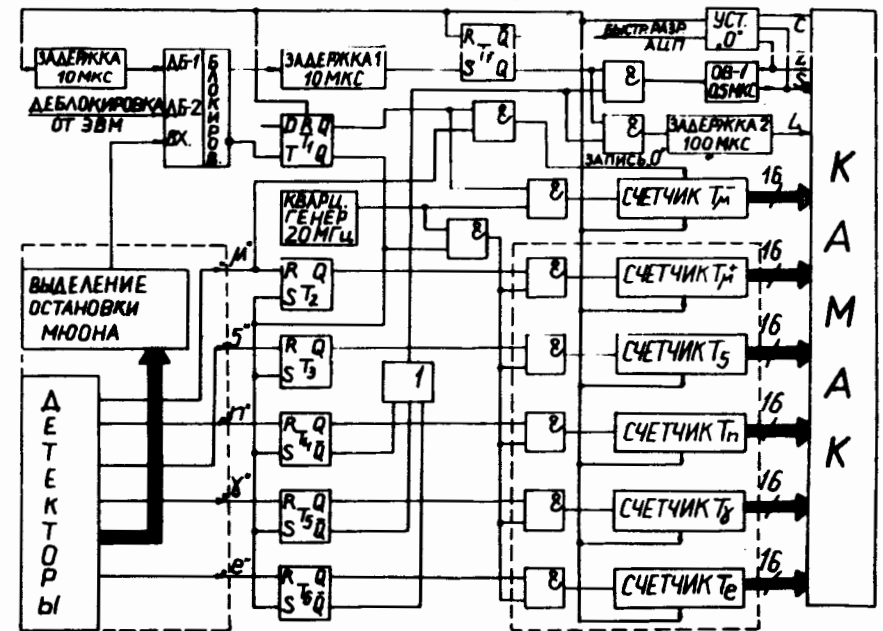 ЗАДЕРЖКА
10 МКС
ДБ-1
ДЕБЛОКИРОВКА
ОТ ЭВМ
ДБ-2
ВХ.
БЛОКИРОВ.
ЗАДЕРЖКА 1
10 МКС
R Q̄
S Q
БЫСТР. РАЗР.
АЦП
УСТ.
„0"
C
Z
S
&
ОВ-1
0,5 МКС
D R Q
T₁
T Q̄
&
&
ЗАДЕРЖКА 2
100 МКС
L
ЗАПИСЬ „0"
КВАРЦ.
ГЕНЕР
20 МГЦ
&
&
СЧЕТЧИК Tμ⁻
16
ВЫДЕЛЕНИЕ
ОСТАНОВКИ
МЮОНА
„μ"
R Q
S T₂
&
СЧЕТЧИК Tμ⁺
16
„5"
R Q
S T₃
1
&
СЧЕТЧИК T₅
16
„n"
R Q
T₄
S Q̄
&
СЧЕТЧИК Tn
16
„γ"
R Q
T₅
S Q̄
&
СЧЕТЧИК Tγ
16
„e"
R Q
T₆
S Q̄
&
СЧЕТЧИК Te
16
ДЕТЕКТОРЫ
КАМАК